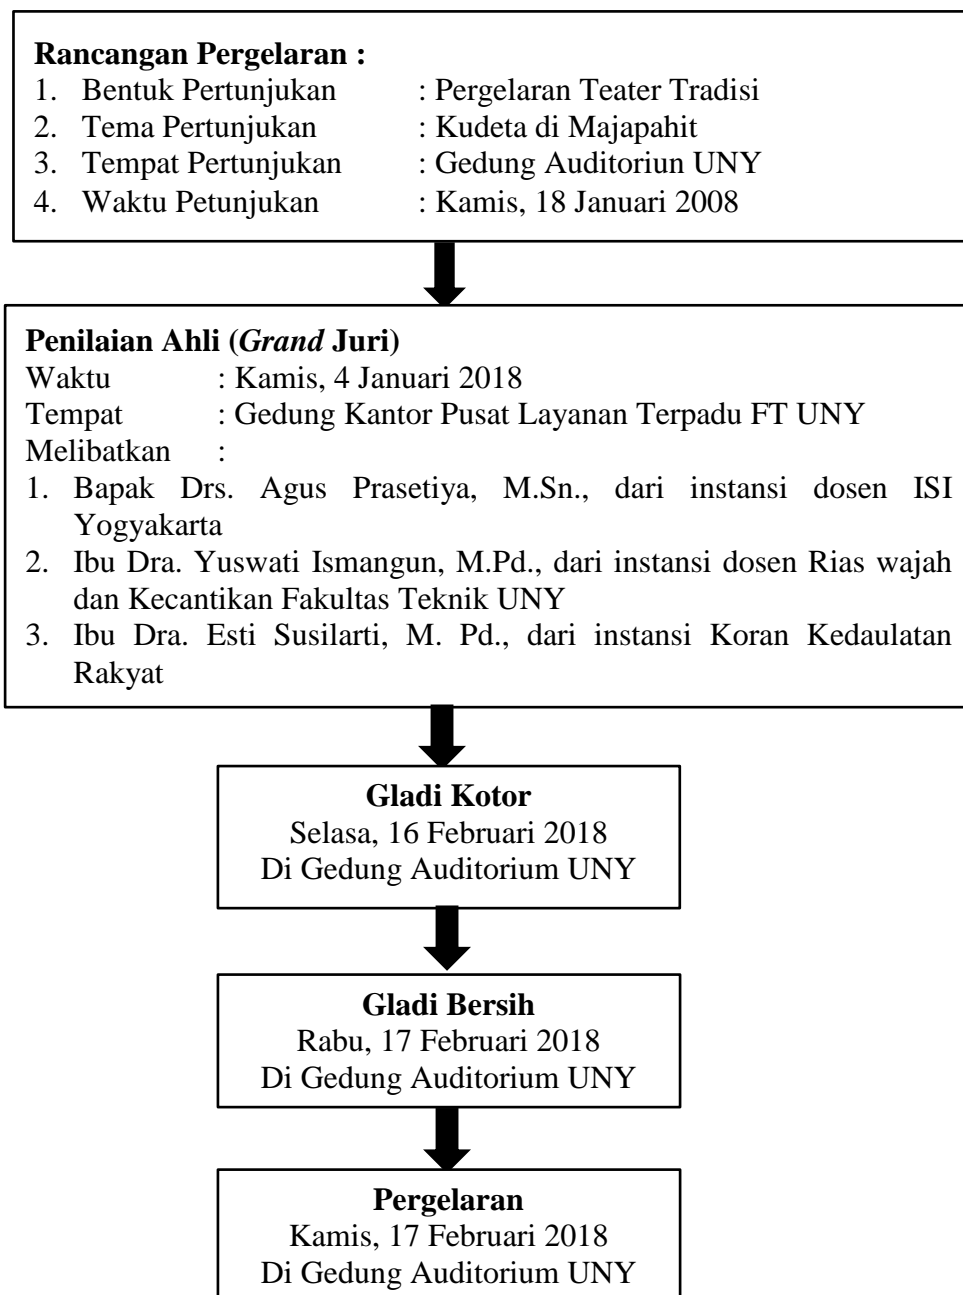 Rancangan Pergelaran :
1. Bentuk Pertunjukan : Pergelaran Teater Tradisi
2. Tema Pertunjukan : Kudeta di Majapahit
3. Tempat Pertunjukan : Gedung Auditoriun UNY
4. Waktu Petunjukan : Kamis, 18 Januari 2008
Penilaian Ahli (Grand Juri)
Waktu : Kamis, 4 Januari 2018
Tempat : Gedung Kantor Pusat Layanan Terpadu FT UNY
Melibatkan :
1. Bapak Drs. Agus Prasetiya, M.Sn., dari instansi dosen ISI
Yogyakarta
2. Ibu Dra. Yuswati Ismangun, M.Pd., dari instansi dosen Rias wajah
dan Kecantikan Fakultas Teknik UNY
3. Ibu Dra. Esti Susilarti, M. Pd., dari instansi Koran Kedaulatan
Rakyat
Gladi Kotor
Selasa, 16 Februari 2018
Di Gedung Auditorium UNY
Gladi Bersih
Rabu, 17 Februari 2018
Di Gedung Auditorium UNY
Pergelaran
Kamis, 17 Februari 2018
Di Gedung Auditorium UNY